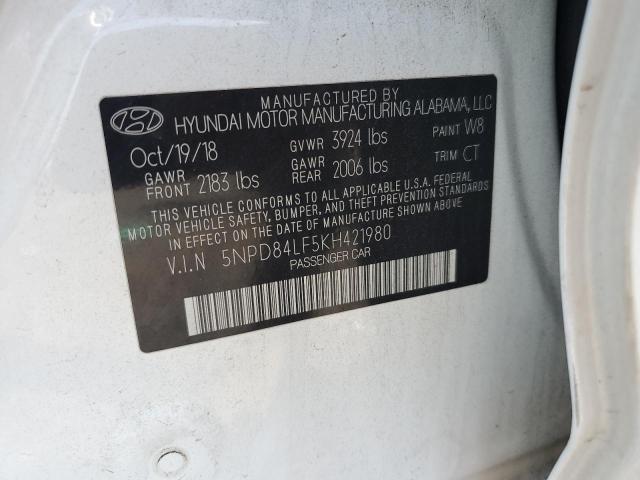 MANUFACTURED BY
HYUNDAI MOTOR MANUFACTURING ALABAMA, LLC
Oct/19/18 GVWR 3924 lbs PAINT W8
GAWR FRONT 2183 lbs GAWR REAR 2006 lbs TRIM CT
THIS VEHICLE CONFORMS TO ALL APPLICABLE U.S.A. FEDERAL
MOTOR VEHICLE SAFETY, BUMPER, AND THEFT PREVENTION STANDARDS
IN EFFECT ON THE DATE OF MANUFACTURE SHOWN ABOVE.
V.I.N 5NPD84LF5KH421980
PASSENGER CAR